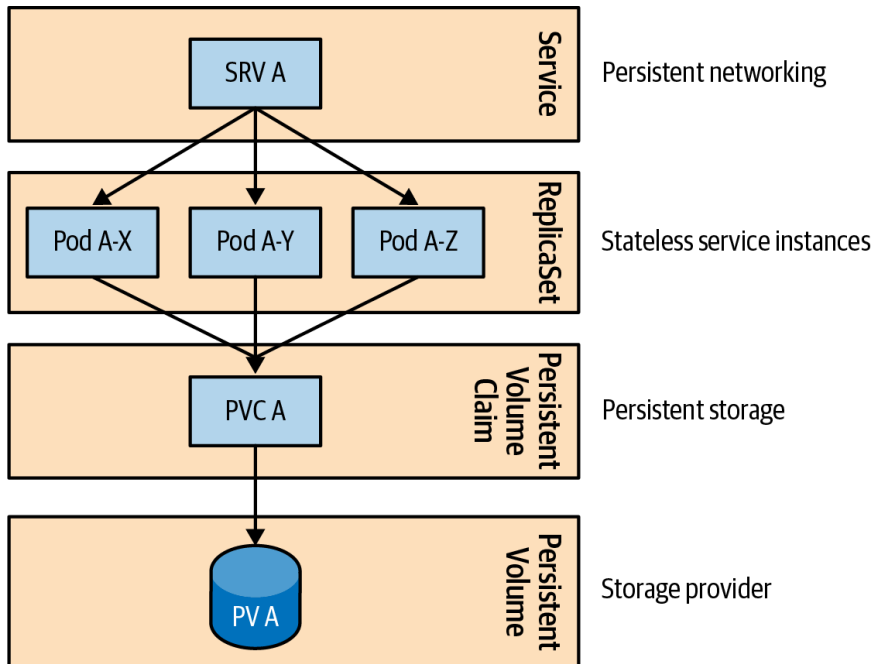 SRV A
Service
Persistent networking
Pod A-X
Pod A-Y
Pod A-Z
ReplicaSet
Stateless service instances
PVC A
Persistent
Volume
Claim
Persistent storage
PV A
Persistent
Volume
Storage provider